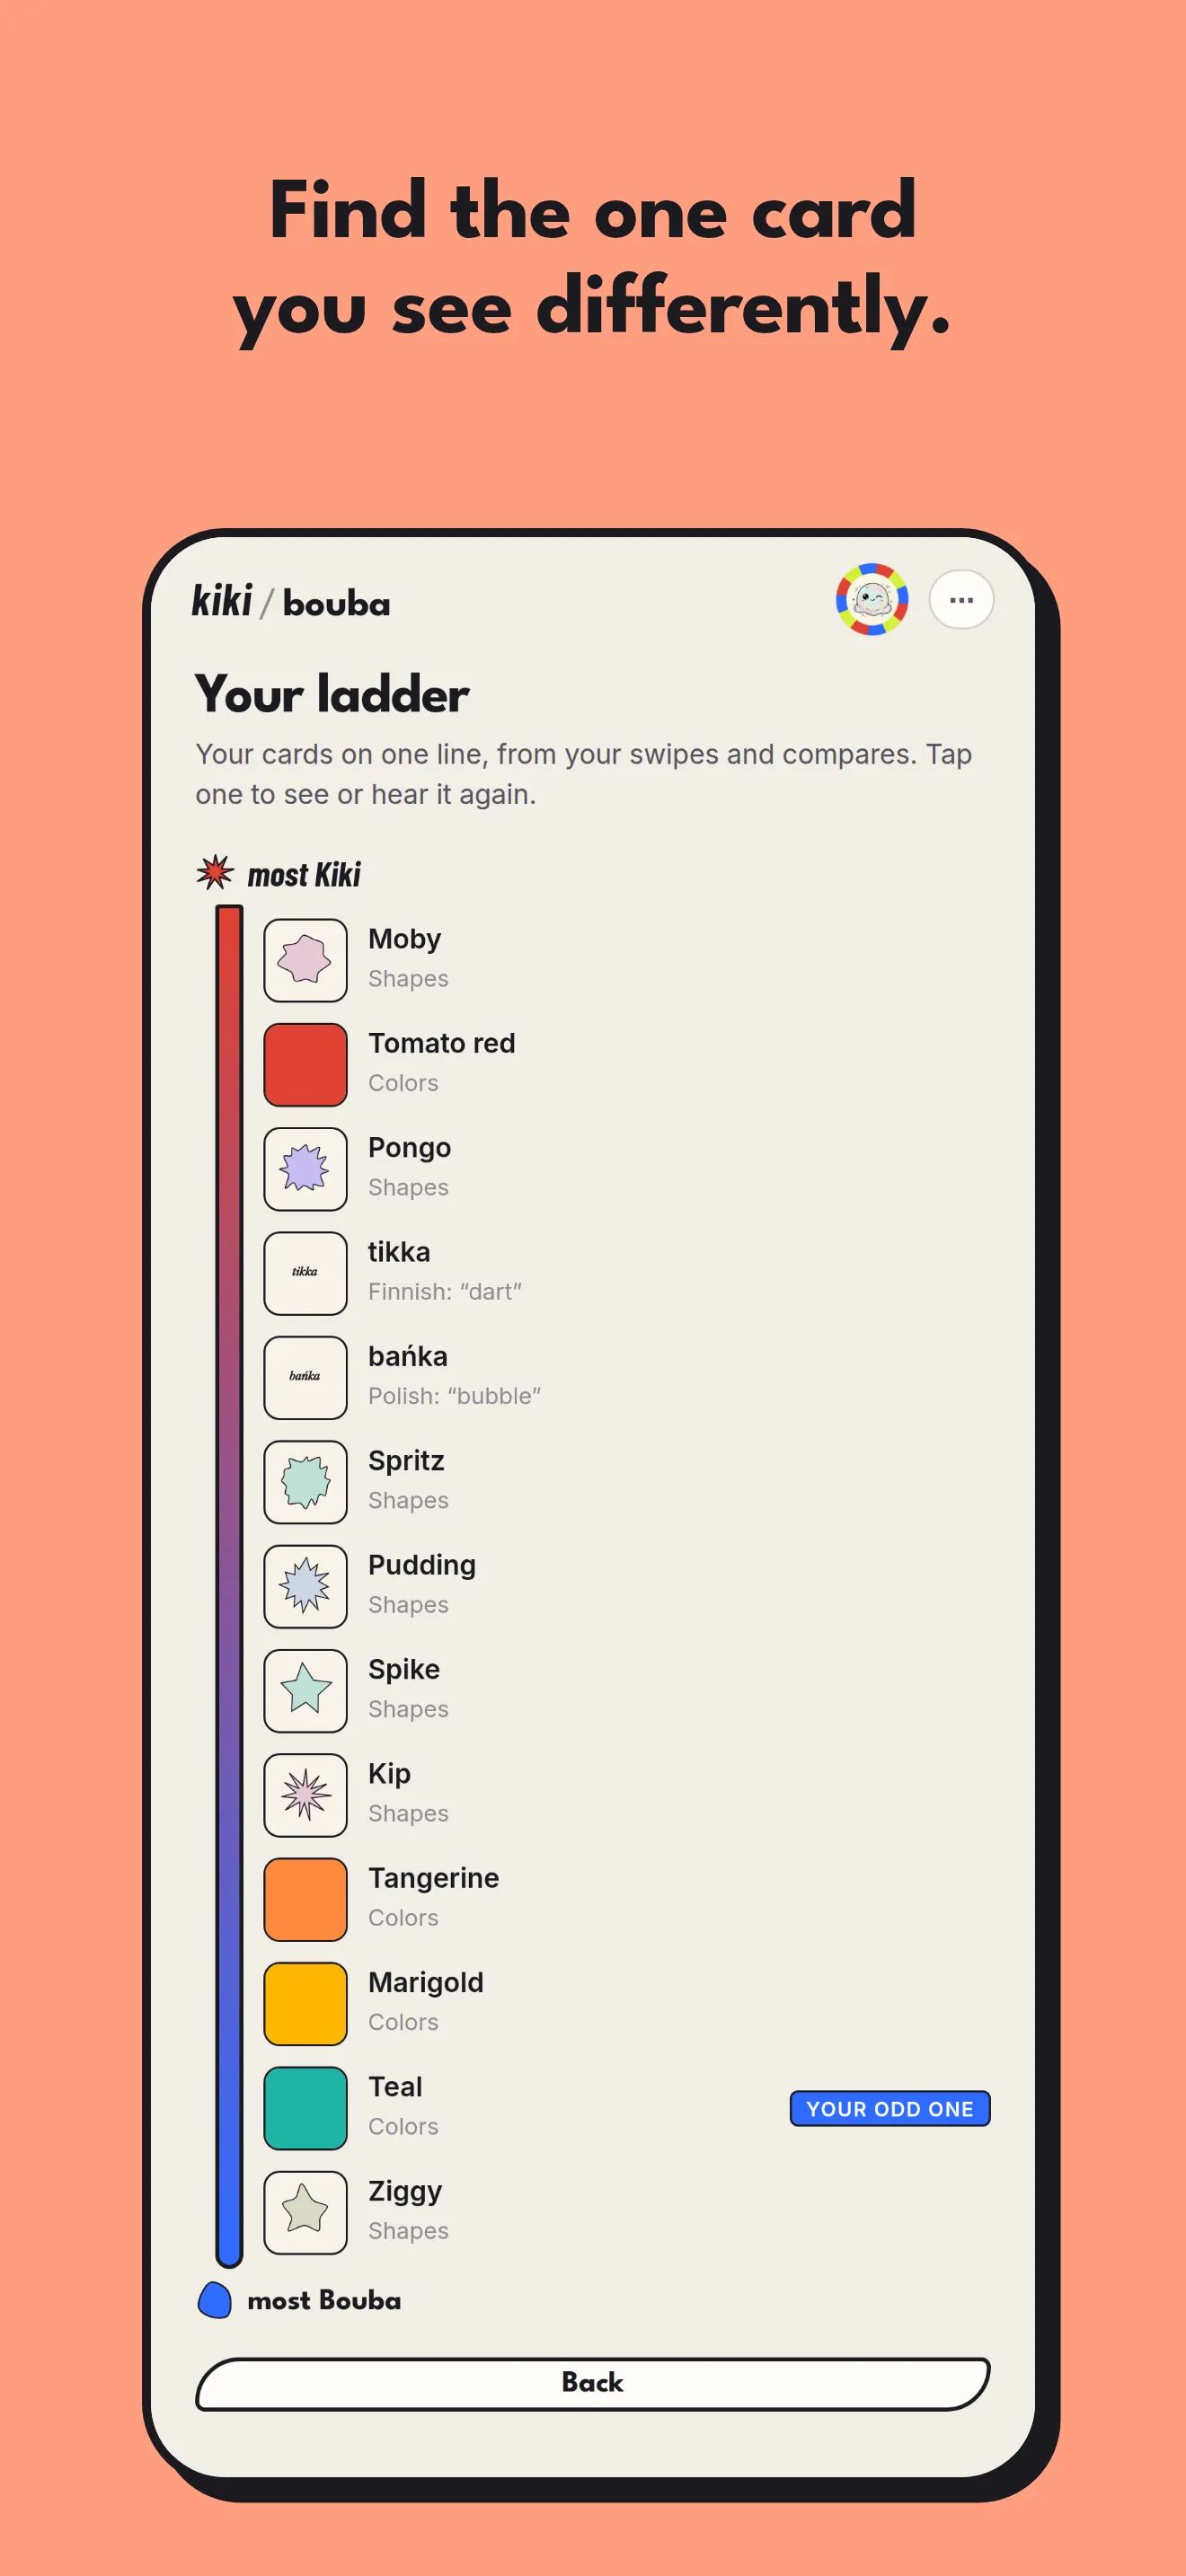 Find the one card
you see differently.
kiki / bouba
...
Your ladder
Your cards on one line, from your swipes and compares. Tap
one to see or hear it again.
most Kiki
Moby
Shapes
Tomato red
Colors
Pongo
Shapes
tikka
tikka
Finnish: “dart”
bańka
bańka
Polish: “bubble”
Spritz
Shapes
Pudding
Shapes
Spike
Shapes
Kip
Shapes
Tangerine
Colors
Marigold
Colors
Teal
Colors
YOUR ODD ONE
Ziggy
Shapes
most Bouba
Back